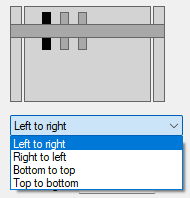 Left to right
Left to right
Right to left
Bottom to top
Top to bottom